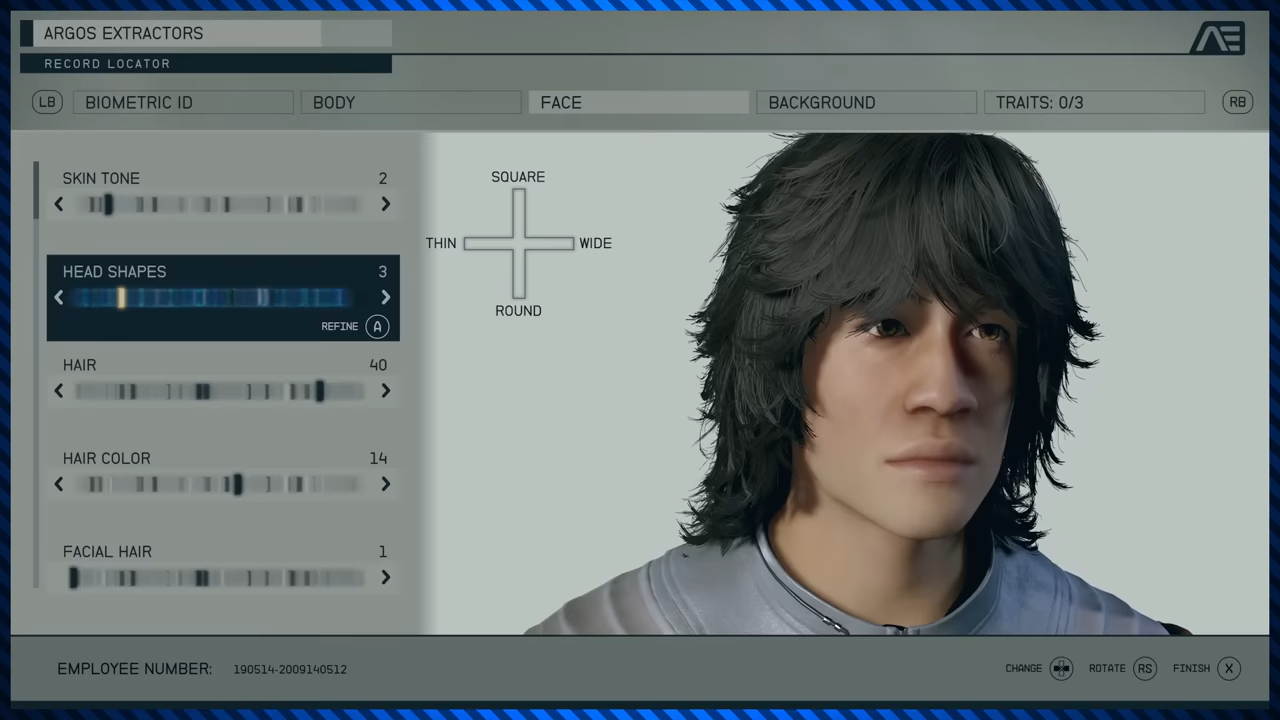 ARGOS EXTRACTORS
RECORD LOCATOR
AE
LB BIOMETRIC ID BODY FACE BACKGROUND TRAITS: 0/3 RB
SKIN TONE 2
HEAD SHAPES 3
REFINE A
HAIR 40
HAIR COLOR 14
FACIAL HAIR 1
SQUARE
THIN WIDE
ROUND
EMPLOYEE NUMBER: 190514-2009140512
CHANGE ROTATE RS FINISH X